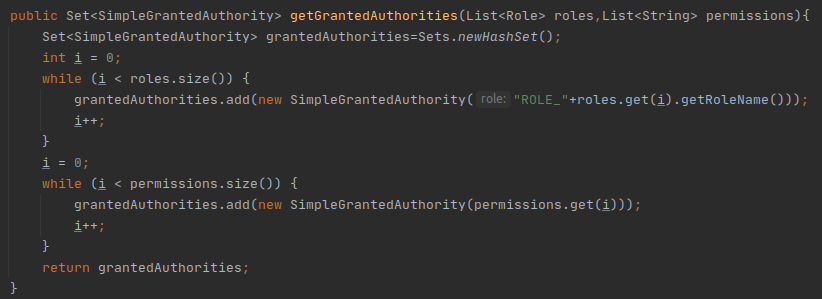 public Set<SimpleGrantedAuthority> getGrantedAuthorities(List<Role> roles,List<String> permissions){
    Set<SimpleGrantedAuthority> grantedAuthorities=Sets.newHashSet();
    int i = 0;
    while (i < roles.size()) {
        grantedAuthorities.add(new SimpleGrantedAuthority( role: "ROLE_"+roles.get(i).getRoleName()));
        i++;
    }
    i = 0;
    while (i < permissions.size()) {
        grantedAuthorities.add(new SimpleGrantedAuthority(permissions.get(i)));
        i++;
    }
    return grantedAuthorities;
}